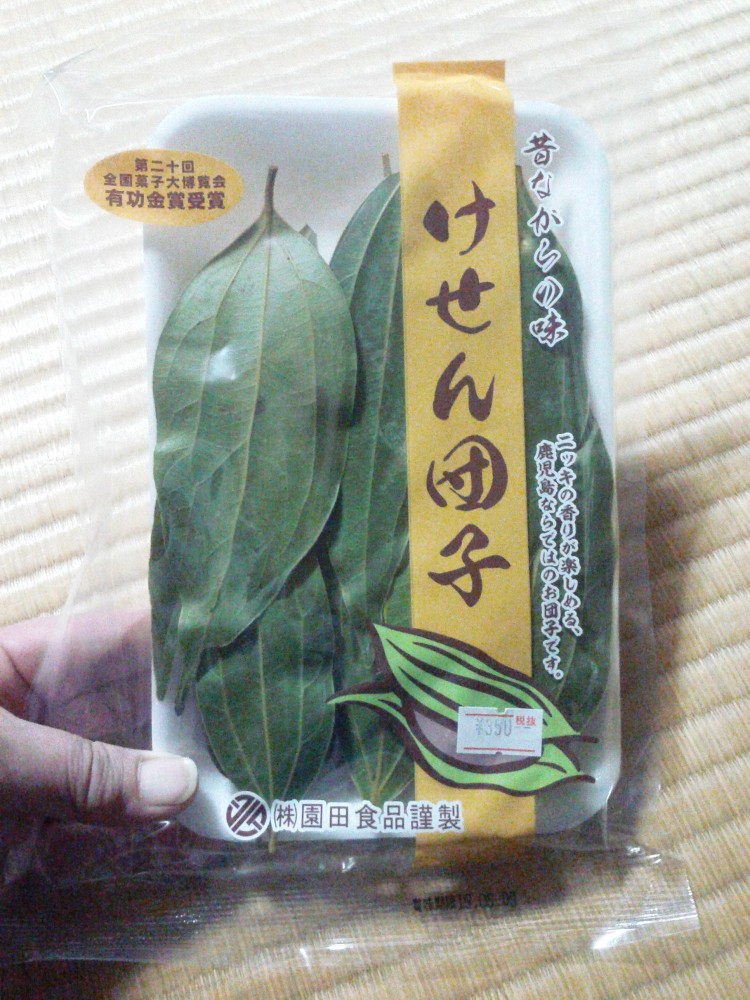 第二十回
全国菓子大博覧会
有功金賞受賞
昔ながらの味
けせん団子
ニッキの香りが楽しめる、
鹿児島ならではのお団子です。
税抜
¥350
㈱園田食品謹製